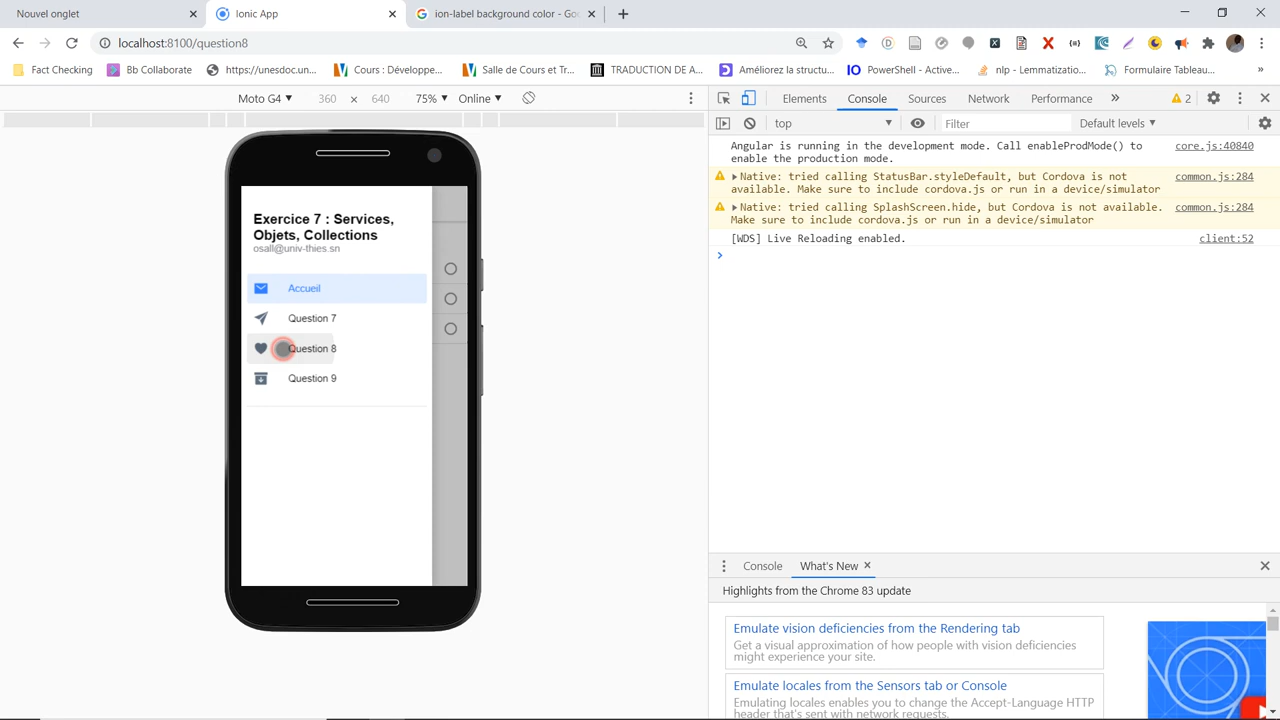 Nouvel onglet
Ionic App
ion-label background color - Goo
localhost:8100/question8
Fact Checking
Bb Collaborate
https://unesdoc.un...
Cours : Développe...
Salle de Cours et Tr...
TRADUCTION DE A...
Améliorez la structu...
IO PowerShell - Active...
nlp - Lemmatizatio...
Formulaire Tableau...
»
Moto G4 360 × 640 75% Online
Elements Console Sources Network Performance » 2
top Filter Default levels
Angular is running in the development mode. Call enableProdMode() to core.js:40840
enable the production mode.
Native: tried calling StatusBar.styleDefault, but Cordova is not common.js:284
available. Make sure to include cordova.js or run in a device/simulator
Native: tried calling SplashScreen.hide, but Cordova is not available. common.js:284
Make sure to include cordova.js or run in a device/simulator
[WDS] Live Reloading enabled. client:52
Exercice 7 : Services,
Objets, Collections
osall@univ-thies.sn
Accueil
Question 7
Question 8
Question 9
Console What's New
Highlights from the Chrome 83 update
Emulate vision deficiencies from the Rendering tab
Get a visual approximation of how people with vision deficiencies
might experience your site.
Emulate locales from the Sensors tab or Console
Emulating locales enables you to change the Accept-Language HTTP
header that's sent with network requests.